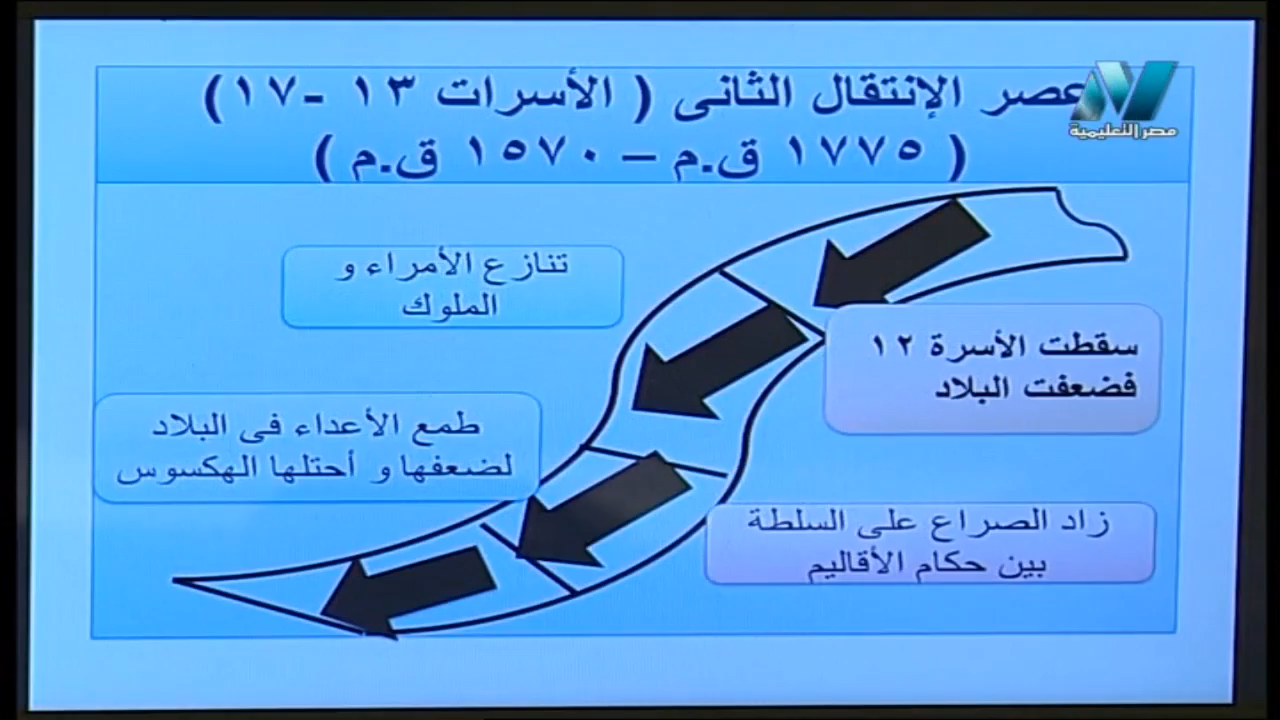 عصر الإنتقال الثانى ( الأسرات ١٣ -١٧)
( ١٧٧٥ ق.م – ١٥٧٠ ق.م )
مصر التعليمية
تنازع الأمراء و
الملوك
سقطت الأسرة ١٢
فضعفت البلاد
طمع الأعداء فى البلاد
لضعفها و أحتلها الهكسوس
زاد الصراع على السلطة
بين حكام الأقاليم